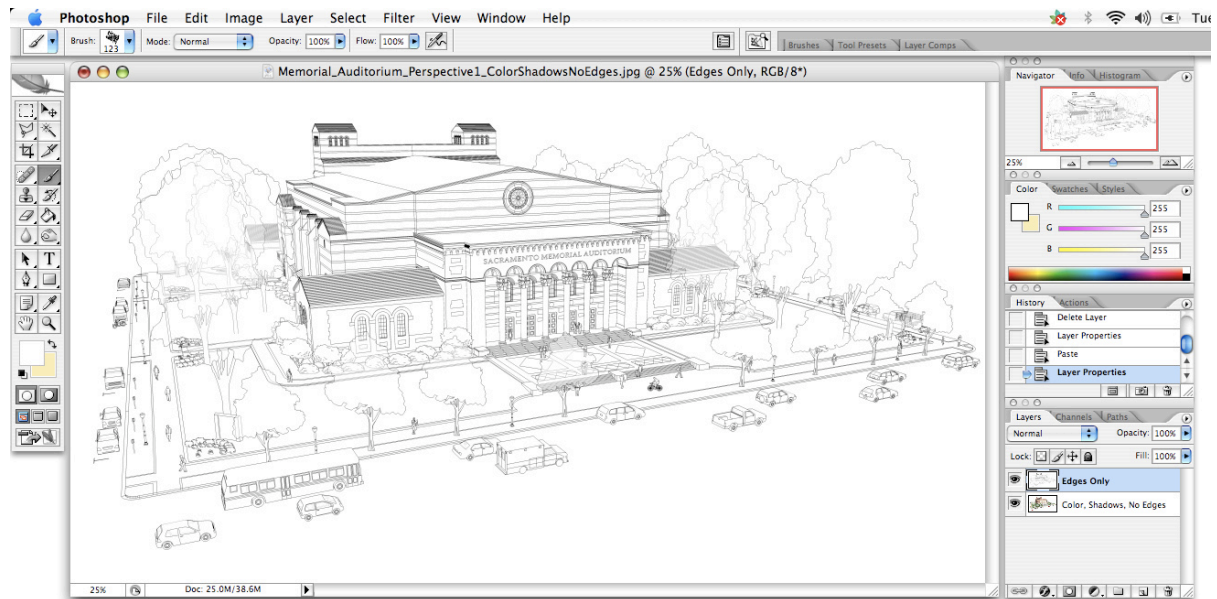 Photoshop File Edit Image Layer Select Filter View Window Help Tue
Brush: 123 Mode: Normal Opacity: 100% Flow: 100% Brushes Tool Presets Layer Comps
Memorial_Auditorium_Perspective1_ColorShadowsNoEdges.jpg @ 25% (Edges Only, RGB/8*)
SACRAMENTO MEMORIAL AUDITORIUM
25% Doc: 25.0M/38.6M
Navigator Info Histogram
25%
Color Swatches Styles
R 255
G 255
B 255
History Actions
Delete Layer
Layer Properties
Paste
Layer Properties
Layers Channels Paths
Normal Opacity: 100%
Lock: Fill: 100%
Edges Only
Color, Shadows, No Edges